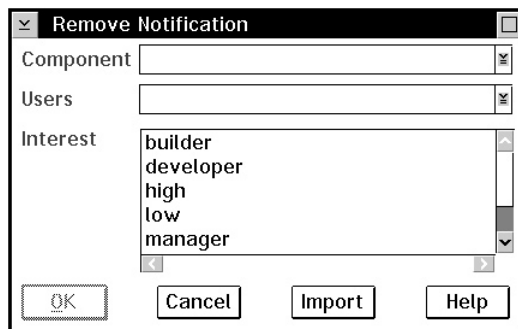 Remove Notification
Component
Users
Interest
builder
developer
high
low
manager
OK
Cancel
Import
Help